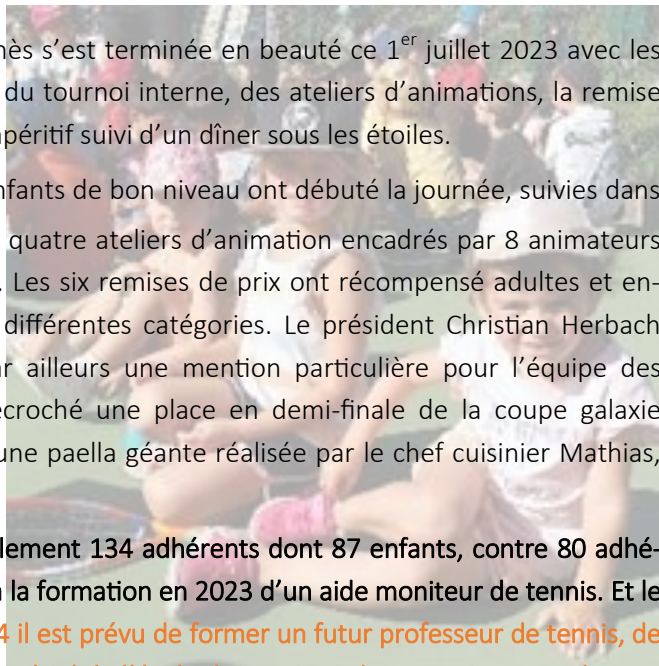 nès s'est terminée en beauté ce 1er juillet 2023 avec les
du tournoi interne, des ateliers d'animations, la remise
péritif suivi d'un dîner sous les étoiles.
nfants de bon niveau ont débuté la journée, suivies dans
quatre ateliers d'animation encadrés par 8 animateurs
. Les six remises de prix ont récompensé adultes et en-
différentes catégories. Le président Christian Herbach
r ailleurs une mention particulière pour l'équipe des
écroché une place en demi-finale de la coupe galaxie
une paella géante réalisée par le chef cuisinier Mathias,
lement 134 adhérents dont 87 enfants, contre 80 adhé-
la formation en 2023 d'un aide moniteur de tennis. Et le
4 il est prévu de former un futur professeur de tennis, de